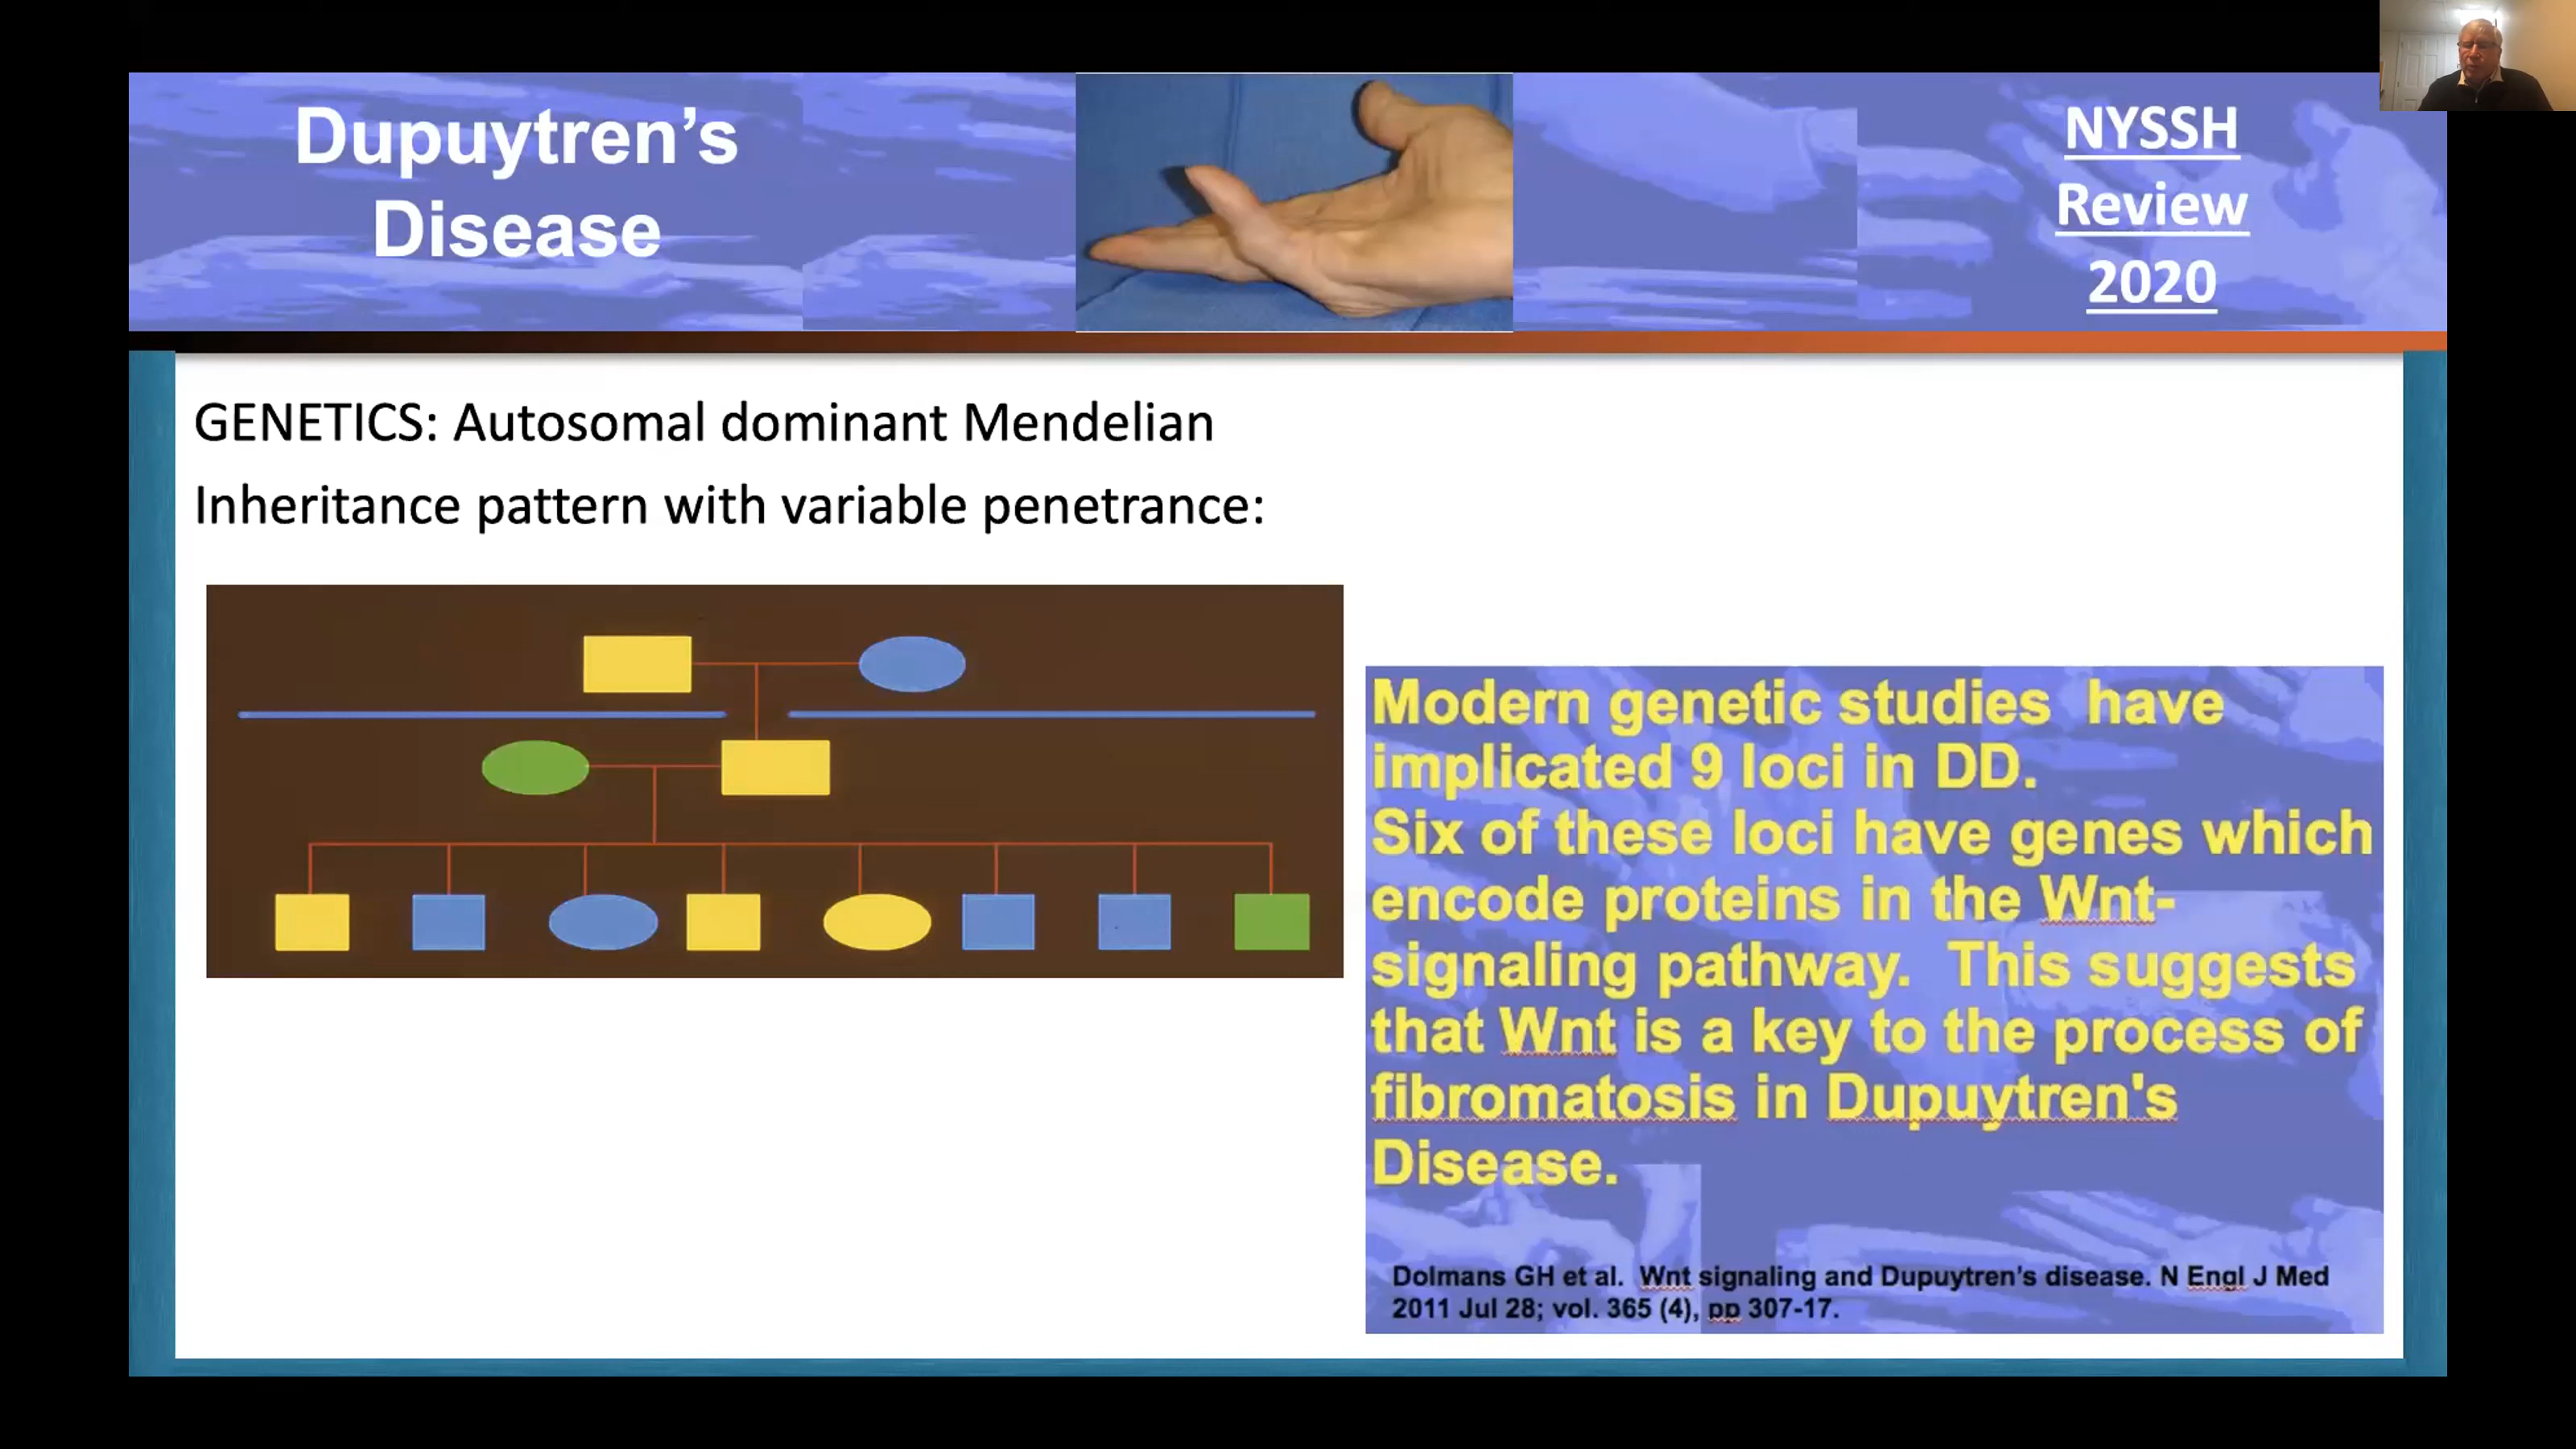 Dupuytren’s
Disease
NYSSH
Review
2020
GENETICS: Autosomal dominant Mendelian
Inheritance pattern with variable penetrance:
Modern genetic studies have
implicated 9 loci in DD.
Six of these loci have genes which
encode proteins in the Wnt-
signaling pathway. This suggests
that Wnt is a key to the process of
fibromatosis in Dupuytren's
Disease.
Dolmans GH et al. Wnt signaling and Dupuytren's disease. N Engl J Med
2011 Jul 28; vol. 365 (4), pp 307-17.